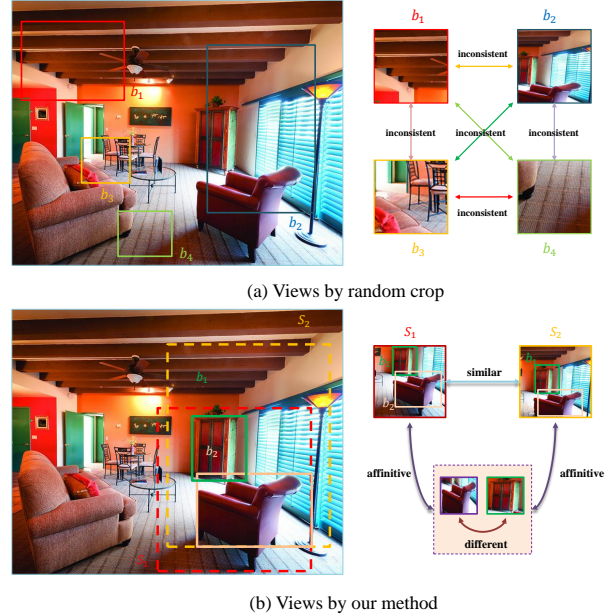 b₁
b₂
b₃
b₄
b₁
b₂
inconsistent
inconsistent
inconsistent
inconsistent
inconsistent
b₃
b₄
(a) Views by random crop
S₂
b₁
b₂
S₁
S₂
b₁
b₂
similar
affinitive
affinitive
different
(b) Views by our method